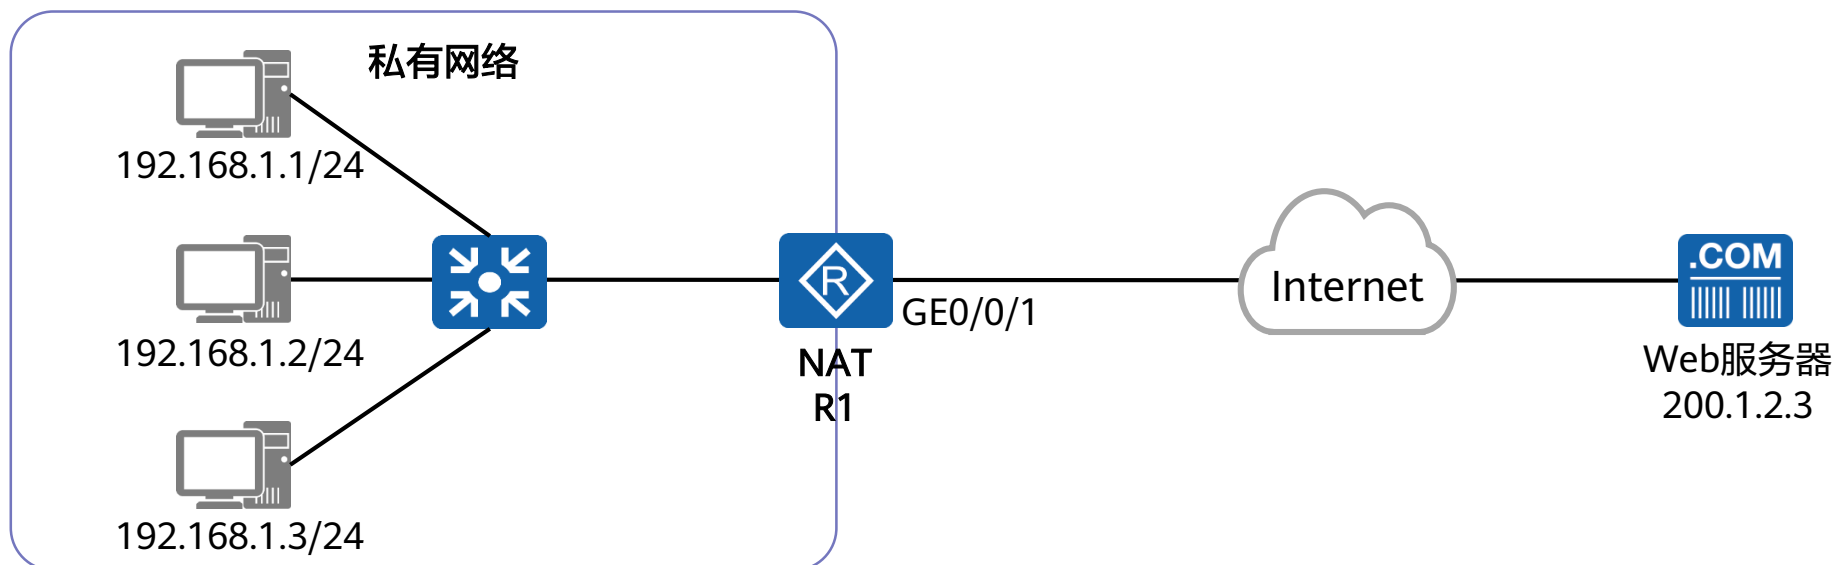 私有网络
192.168.1.1/24
192.168.1.2/24
192.168.1.3/24
R
GE0/0/1
NAT
R1
Internet
.COM
Web服务器
200.1.2.3